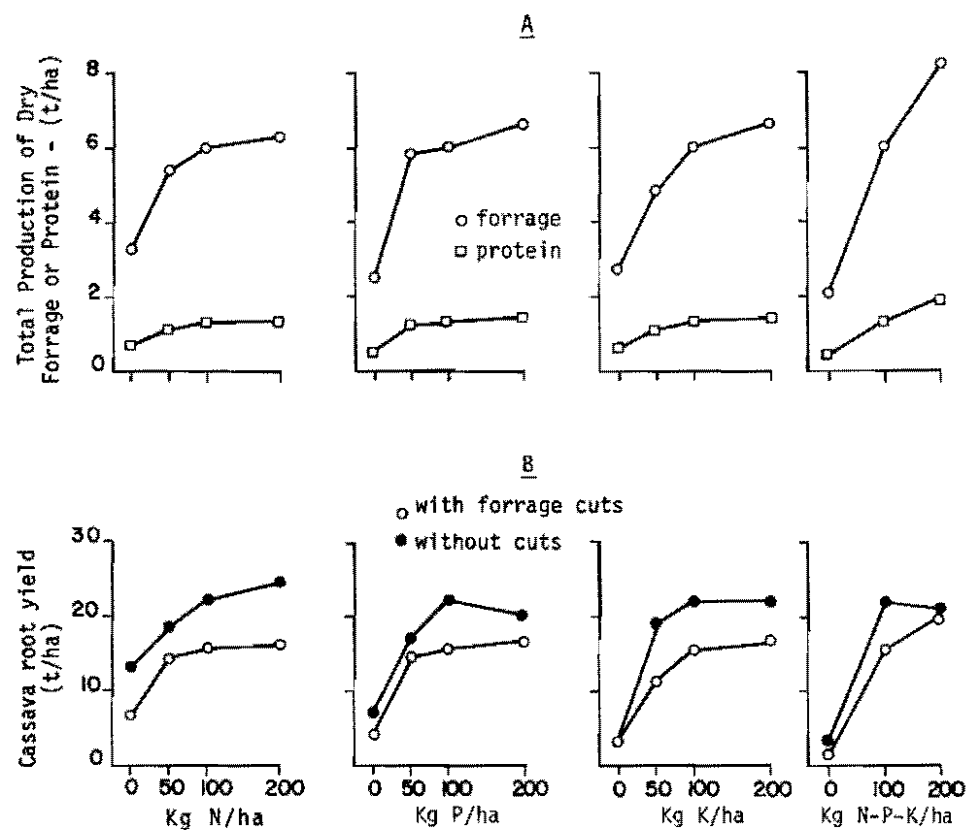 A
Total Production of Dry
Forrage or Protein - (t/ha)
8
6
4
2
0
forrage
protein
B
with forrage cuts
without cuts
Cassava root yield
(t/ha)
30
20
10
0
0 50 100 200
Kg N/ha
0 50 100 200
Kg P/ha
0 50 100 200
Kg K/ha
0 100 200
Kg N-P-K/ha